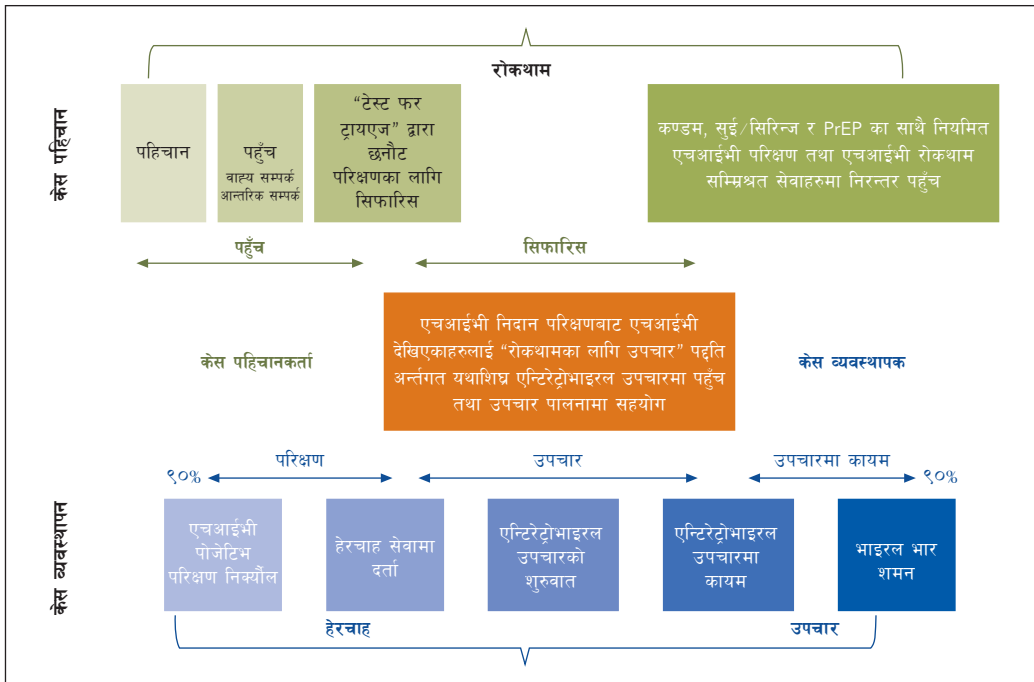 रोकथाम
केस पहिचान
पहिचान
पहुँच
वाह्य सम्पर्क
आन्तरिक सम्पर्क
“टेस्ट फर
ट्रायएज” द्वारा
छनौट
परिक्षणका लागि
सिफारिस
कण्डम, सुई/सिरिन्ज र PrEP का साथै नियमित
एचआईभी परिक्षण तथा एचआईभी रोकथाम
सम्म्रिश्रत सेवाहरुमा निरन्तर पहुँच
पहुँच
सिफारिस
केस पहिचानकर्ता
एचआईभी निदान परिक्षणबाट एचआईभी
देखिएकाहरुलाई “रोकथामका लागि उपचार” पद्दति
अर्न्तगत यथाशिघ्र एन्टिरेट्रोभाइरल उपचारमा पहुँच
तथा उपचार पालनामा सहयोग
केस व्यवस्थापक
९०%
परिक्षण
उपचार
उपचारमा कायम
९०%
केस व्यवस्थापन
एचआईभी
पोजेटिभ
परिक्षण निर्क्यौल
हेरचाह सेवामा
दर्ता
एन्टिरेट्रोभाइरल
उपचारको
शुरुवात
एन्टिरेट्रोभाइरल
उपचारमा
कायम
भाइरल भार
शमन
हेरचाह
उपचार